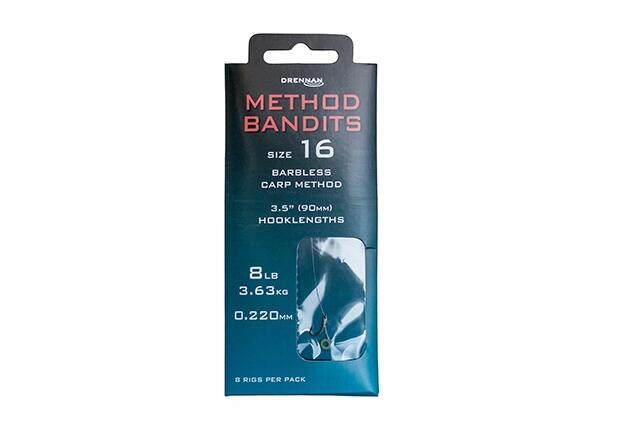 DRENNAN
METHOD
BANDITS
SIZE 16
BARBLESS
CARP METHOD
3.5" (90MM)
HOOKLENGTHS
8LB
3.63KG
0.220MM
8 RIGS PER PACK